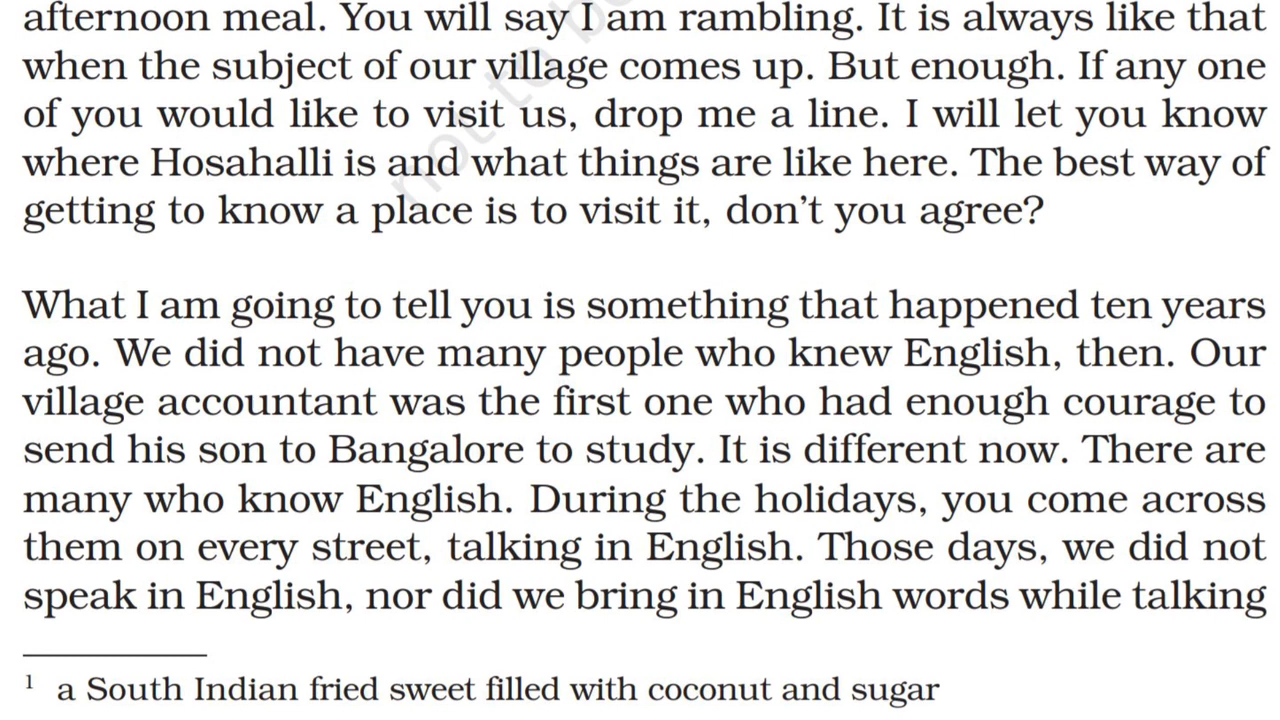 afternoon meal. You will say I am rambling. It is always like that
when the subject of our village comes up. But enough. If any one
of you would like to visit us, drop me a line. I will let you know
where Hosahalli is and what things are like here. The best way of
getting to know a place is to visit it, don’t you agree?
What I am going to tell you is something that happened ten years
ago. We did not have many people who knew English, then. Our
village accountant was the first one who had enough courage to
send his son to Bangalore to study. It is different now. There are
many who know English. During the holidays, you come across
them on every street, talking in English. Those days, we did not
speak in English, nor did we bring in English words while talking
1 a South Indian fried sweet filled with coconut and sugar
not to be